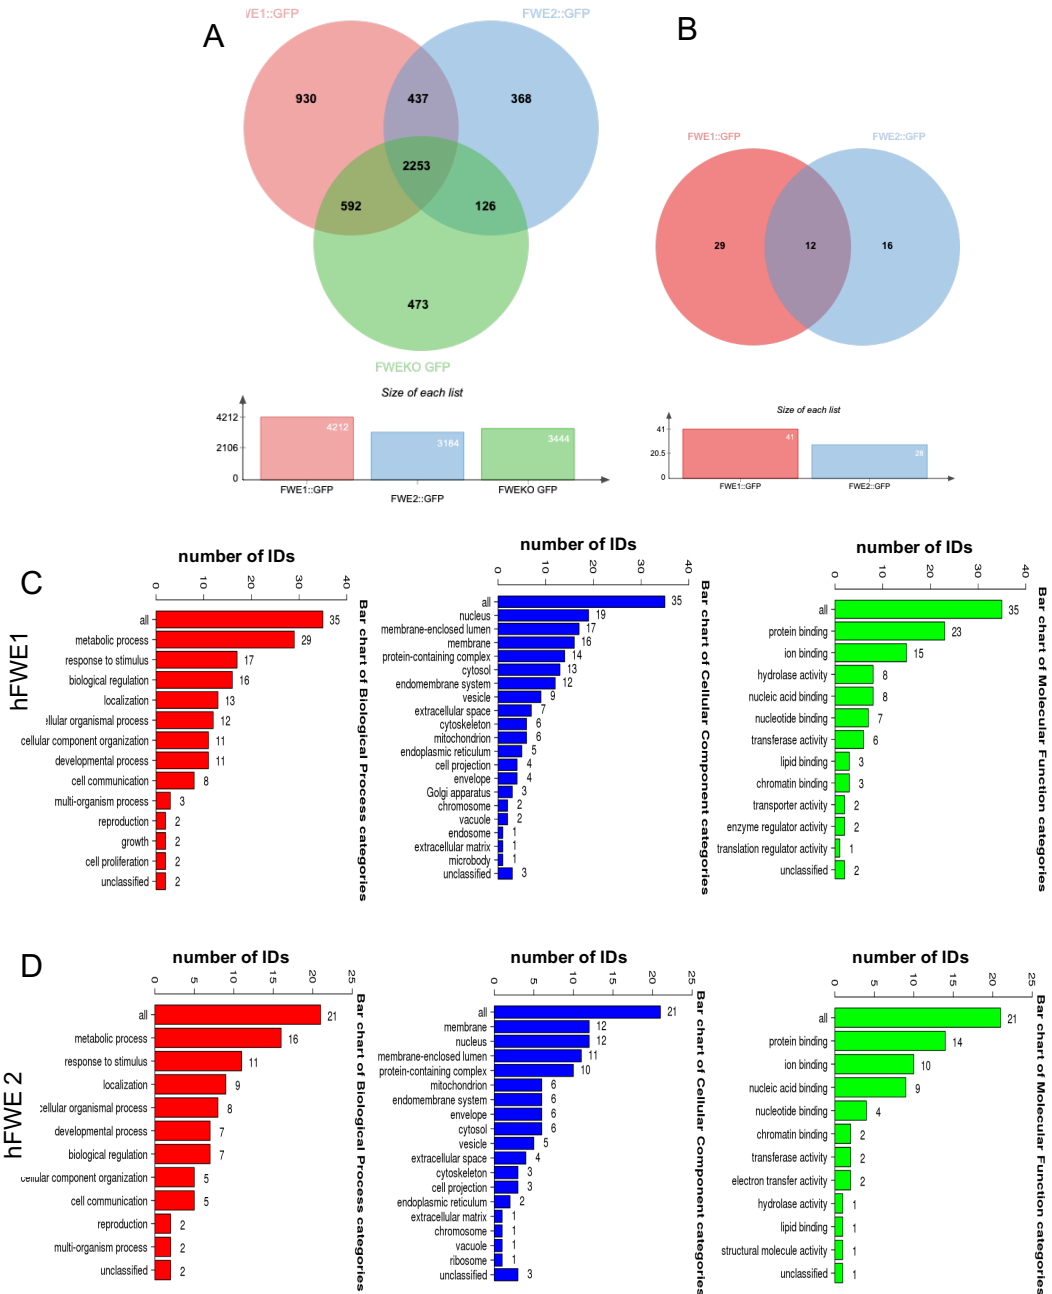 A
B
VE1::GFP
FWE2::GFP
930
437
368
2253
592
126
473
FWEKO GFP
Size of each list
4212
2106
0
4212
3184
3444
FWE1::GFP
FWE2::GFP
FWEKO GFP
FWE1::GFP
FWE2::GFP
29
12
16
Size of each list
41
20.5
0
41
28
FWE1::GFP
FWE2::GFP
C
hFWE1
number of IDs
0 10 20 30 40
all 35
metabolic process 29
response to stimulus 17
biological regulation 16
localization 13
ellular organismal process 12
cellular component organization 11
developmental process 11
cell communication 8
multi-organism process 3
reproduction 2
growth 2
cell proliferation 2
unclassified 2
Bar chart of Biological Process categories
number of IDs
0 10 20 30 40
all 35
nucleus 19
membrane-enclosed lumen 17
membrane 16
protein-containing complex 14
cytosol 13
endomembrane system 12
vesicle 9
extracellular space 7
cytoskeleton 6
mitochondrion 6
endoplasmic reticulum 5
cell projection 4
envelope 4
Golgi apparatus 3
chromosome 2
vacuole 2
endosome 1
extracellular matrix 1
microbody 1
unclassified 3
Bar chart of Cellular Component categories
number of IDs
0 10 20 30 40
all 35
protein binding 23
ion binding 15
hydrolase activity 8
nucleic acid binding 8
nucleotide binding 7
transferase activity 6
lipid binding 3
chromatin binding 3
transporter activity 2
enzyme regulator activity 2
translation regulator activity 1
unclassified 2
Bar chart of Molecular Function categories
D
hFWE 2
number of IDs
0 5 10 15 20 25
all 21
metabolic process 16
response to stimulus 11
localization 9
cellular organismal process 8
developmental process 7
biological regulation 7
cellular component organization 5
cell communication 5
reproduction 2
multi-organism process 2
unclassified 2
Bar chart of Biological Process categories
number of IDs
0 5 10 15 20 25
all 21
membrane 12
nucleus 12
membrane-enclosed lumen 11
protein-containing complex 10
mitochondrion 6
endomembrane system 6
envelope 6
cytosol 6
vesicle 5
extracellular space 4
cytoskeleton 3
cell projection 3
endoplasmic reticulum 2
extracellular matrix 1
chromosome 1
vacuole 1
ribosome 1
unclassified 3
Bar chart of Cellular Component categories
number of IDs
0 5 10 15 20 25
all 21
protein binding 14
ion binding 10
nucleic acid binding 9
nucleotide binding 4
chromatin binding 2
transferase activity 2
electron transfer activity 2
hydrolase activity 1
lipid binding 1
structural molecule activity 1
unclassified 1
Bar chart of Molecular Function categories